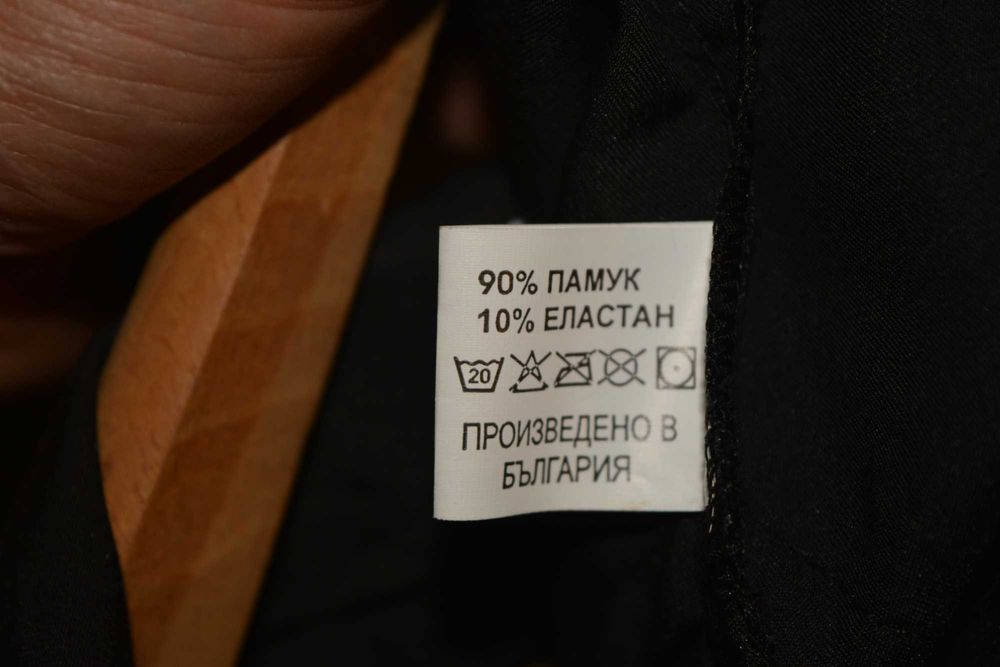 90% ПАМУК
10% ЕЛАСТАН
20
ПРОИЗВЕДЕНО В
БЪЛГАРИЯ